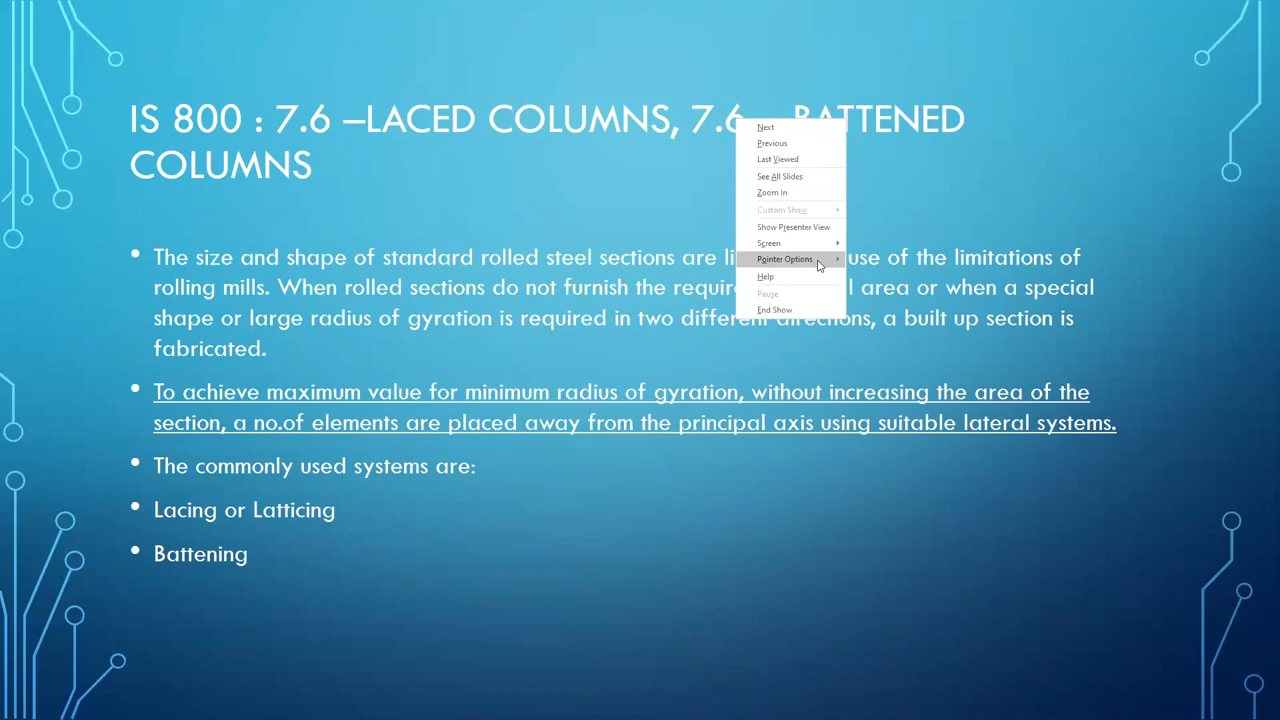 IS 800 : 7.6 –LACED COLUMNS, 7.6 BATTENED
COLUMNS
• The size and shape of standard rolled steel sections are li use of the limitations of
rolling mills. When rolled sections do not furnish the requir l area or when a special
shape or large radius of gyration is required in two different directions, a built up section is
fabricated.
• To achieve maximum value for minimum radius of gyration, without increasing the area of the
section, a no.of elements are placed away from the principal axis using suitable lateral systems.
• The commonly used systems are:
• Lacing or Latticing
• Battening
Next
Previous
Last Viewed
See All Slides
Zoom In
Custom Show
Show Presenter View
Screen
Pointer Options
Help
Pause
End Show